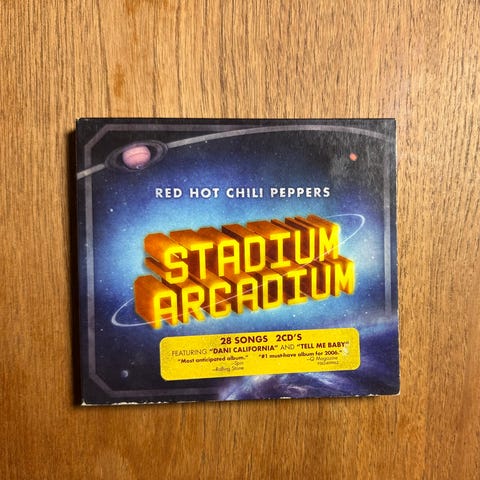 RED HOT CHILI PEPPERS
STADIUM
ARCADIUM
28 SONGS 2CD'S
FEATURING "DANI CALIFORNIA" AND "TELL ME BABY"
"Most anticipated album." "#1 must-have album for 2006."
–Spin –Q Magazine
–Rolling Stone